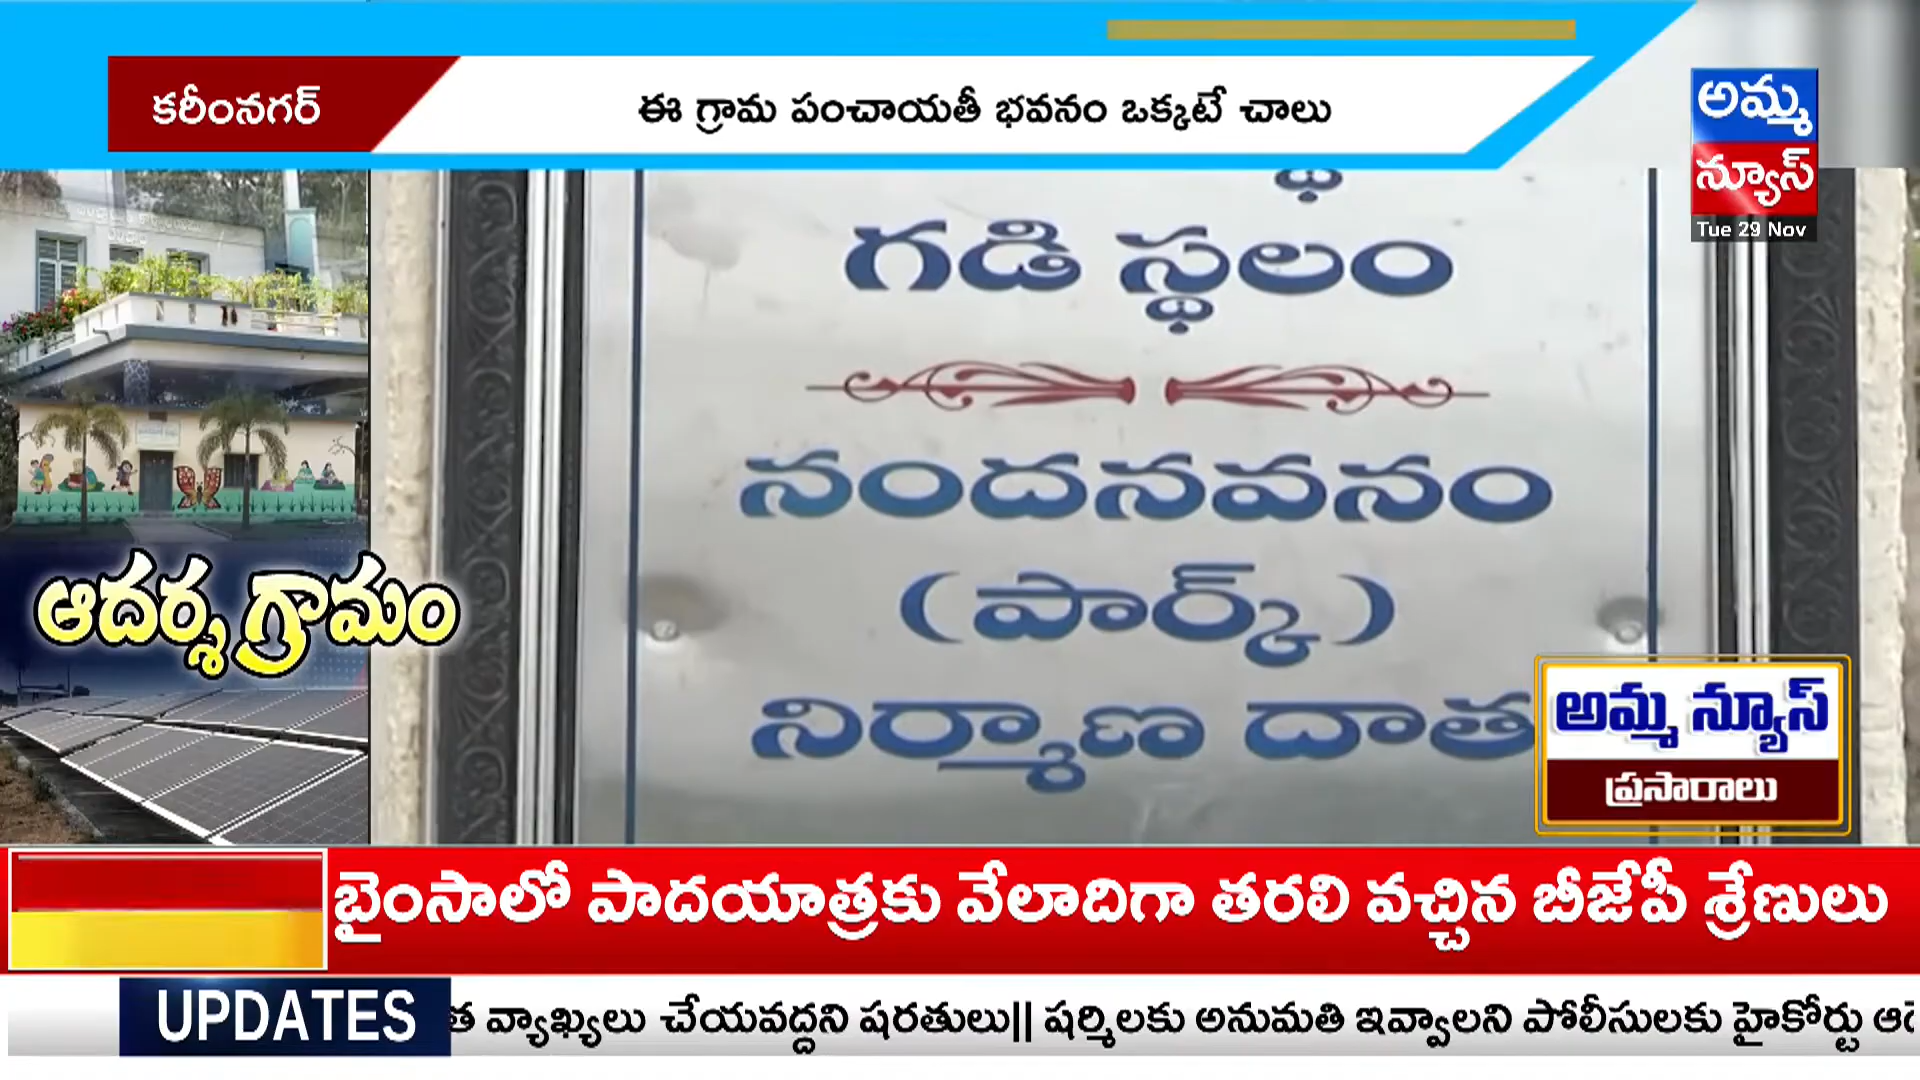 కరీంనగర్
ఈ గ్రామ పంచాయతీ భవనం ఒక్కటే చాలు
అమ్మ
న్యూస్
Tue 29 Nov
గడి స్థలం
నందనవనం
(పార్క్)
నిర్మాణ దాత
ఆదర్శ గ్రామం
అమ్మ న్యూస్
ప్రసారాలు
బైంసాలో పాదయాత్రకు వేలాదిగా తరలి వచ్చిన బీజేపీ శ్రేణులు
UPDATES
త వ్యాఖ్యలు చేయవద్దని షరతులు|| షర్మిలకు అనుమతి ఇవ్వాలని పోలీసులకు హైకోర్టు